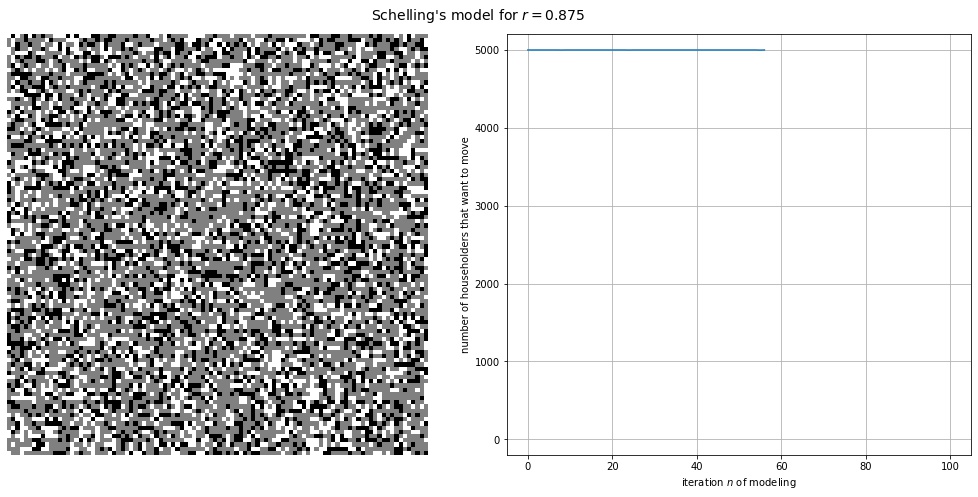 Schelling's model for r = 0.875
number of householders that want to move
5000
4000
3000
2000
1000
0
0 20 40 60 80 100
iteration n of modeling